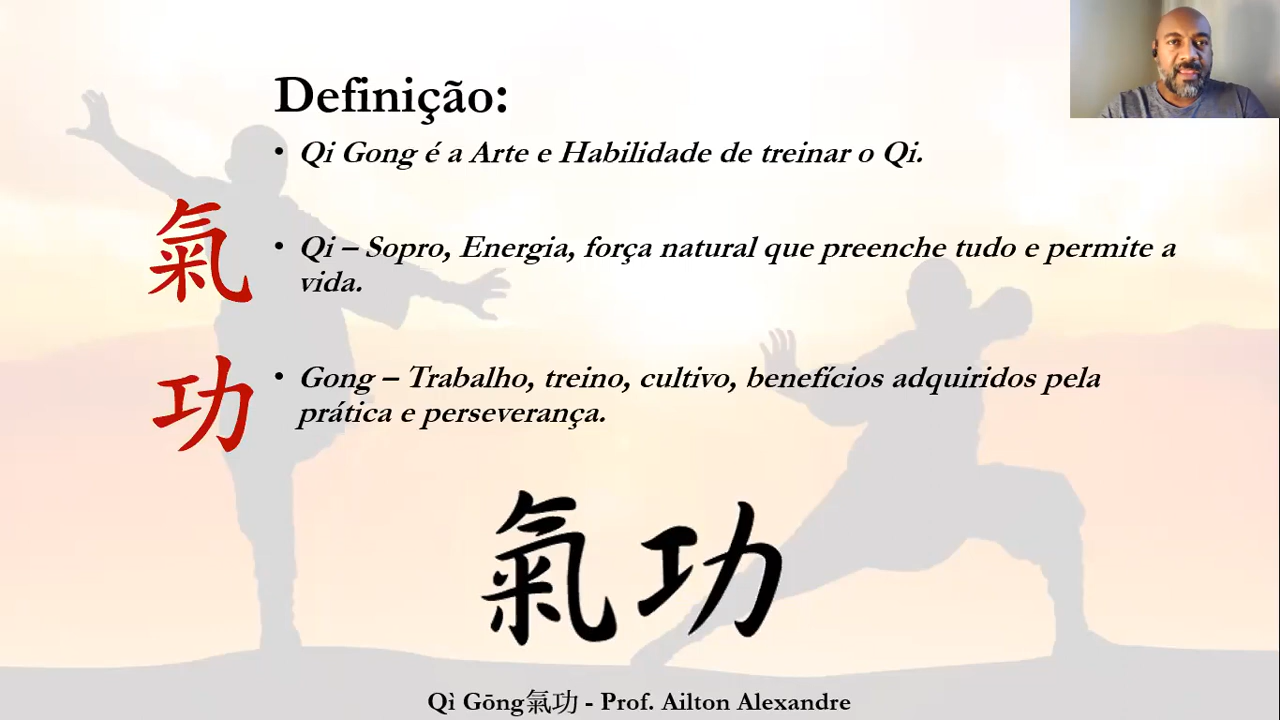 Definição:
• Qi Gong é a Arte e Habilidade de treinar o Qi.
氣
• Qi – Sopro, Energia, força natural que preenche tudo e permite a
vida.
功
• Gong – Trabalho, treino, cultivo, benefícios adquiridos pela
prática e perseverança.
氣功
Qì Gōng氣功 - Prof. Ailton Alexandre